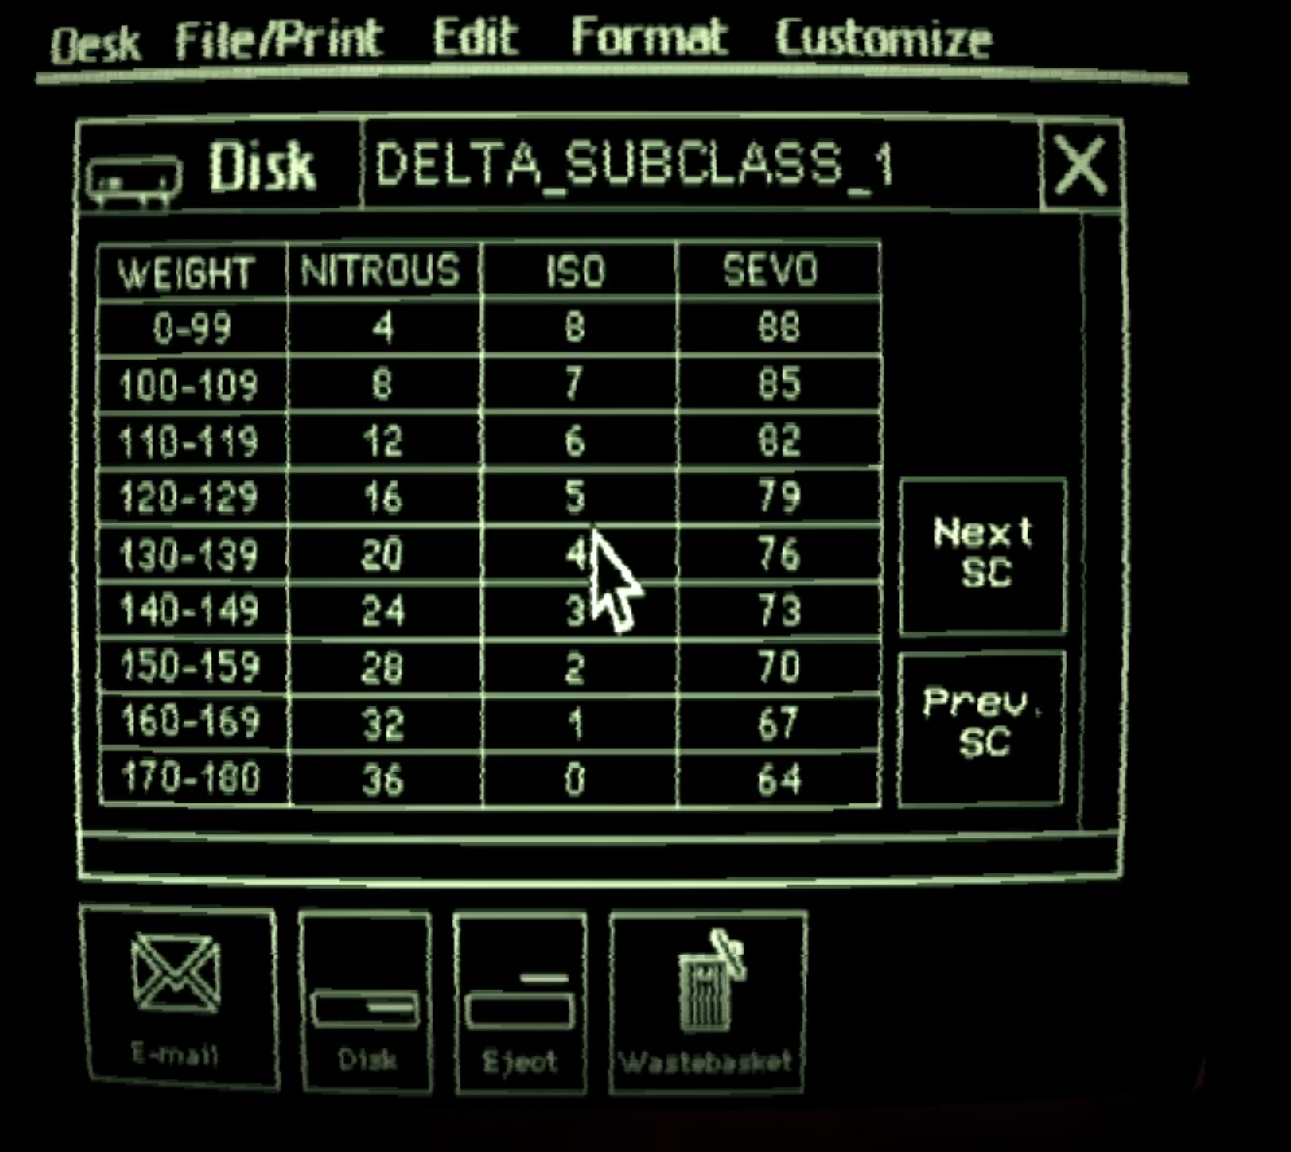 Desk File/Print Edit Format Customize
Disk DELTA_SUBCLASS_1 X
WEIGHT NITROUS ISO SEVO
0-99 4 8 88
100-109 8 7 85
110-119 12 6 82
120-129 16 5 79
130-139 20 4 76
140-149 24 3 73
150-159 28 2 70
160-169 32 1 67
170-180 36 0 64
Next
SC
Prev.
SC
E-mail Disk Eject Wastebasket